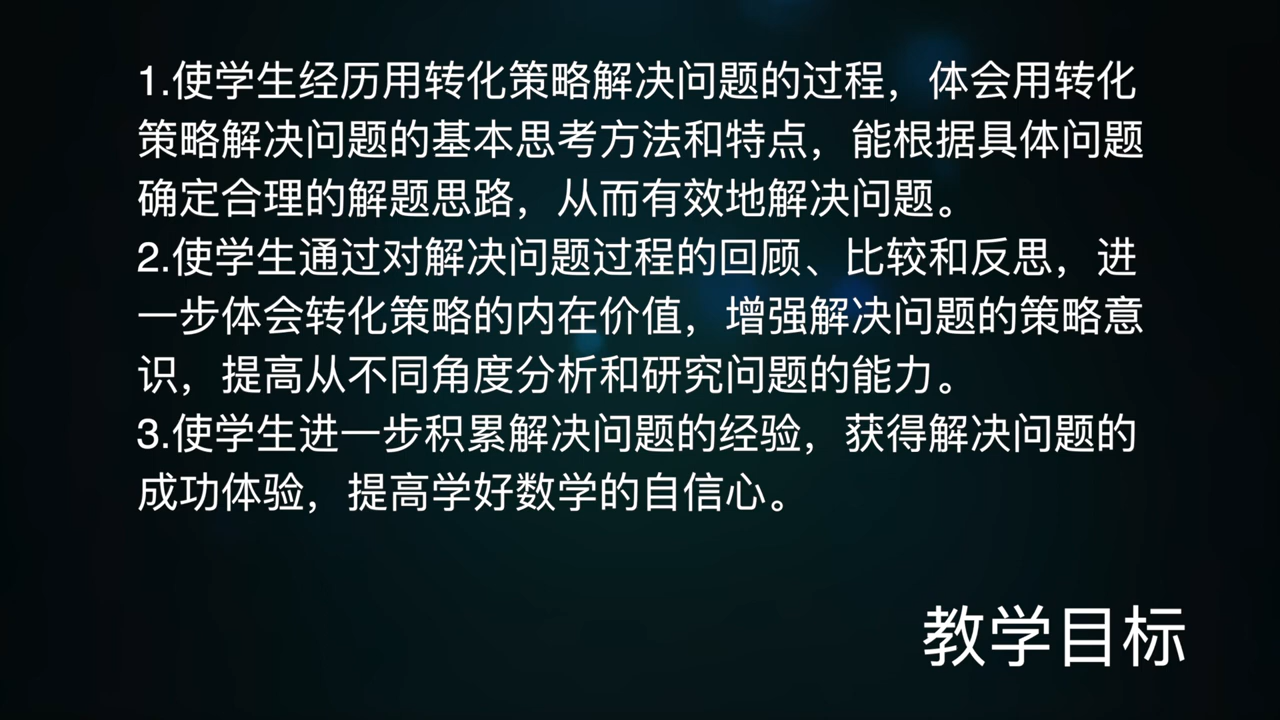 1.使学生经历用转化策略解决问题的过程，体会用转化
策略解决问题的基本思考方法和特点，能根据具体问题
确定合理的解题思路，从而有效地解决问题。
2.使学生通过对解决问题过程的回顾、比较和反思，进
一步体会转化策略的内在价值，增强解决问题的策略意
识，提高从不同角度分析和研究问题的能力。
3.使学生进一步积累解决问题的经验，获得解决问题的
成功体验，提高学好数学的自信心。
教学目标